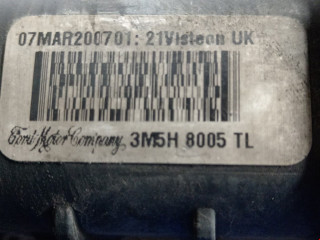 07MAR200701:21Visteon UK
Ford Motor Company 3M5H 8005 TL